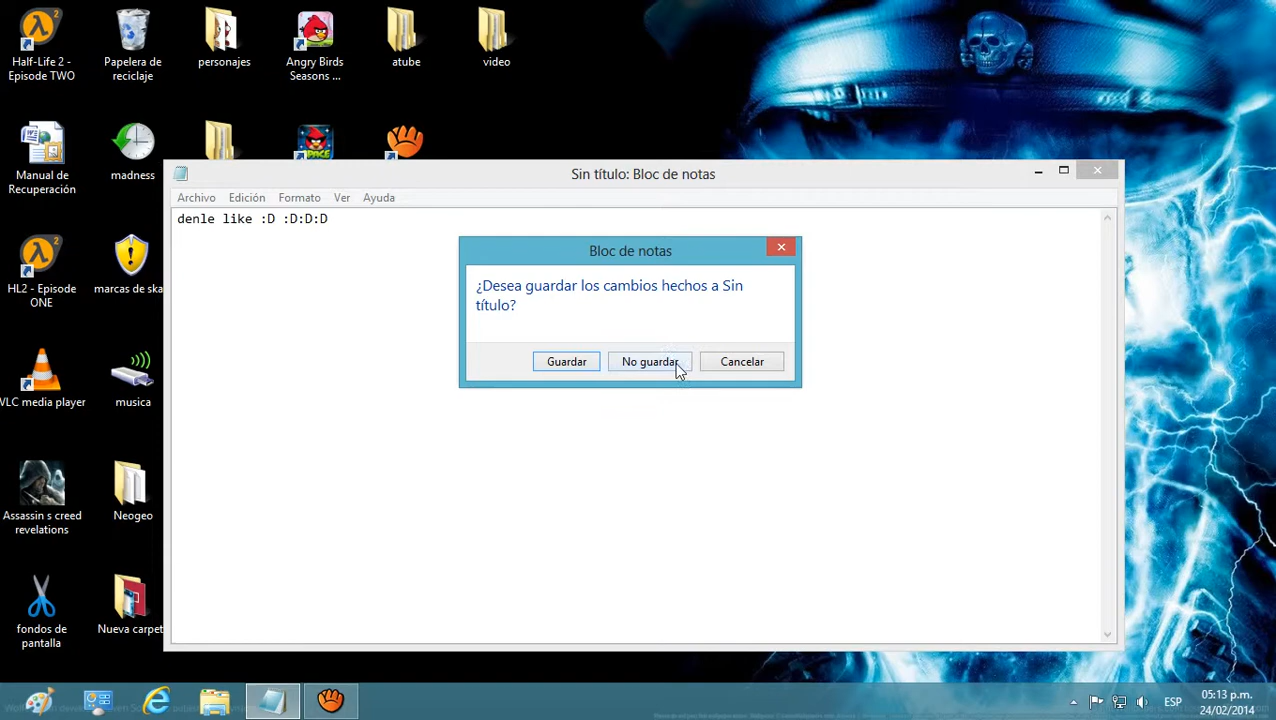 Half-Life 2 -
Episode TWO
Papelera de
reciclaje
personajes
Angry Birds
Seasons ...
atube
video
Manual de
Recuperación
madness
Sin título: Bloc de notas
Archivo Edición Formato Ver Ayuda
denle like :D :D:D:D
Bloc de notas
¿Desea guardar los cambios hechos a Sin
título?
Guardar No guardar Cancelar
HL2 - Episode
ONE
marcas de ska
VLC media player
musica
Assassin s creed
revelations
Neogeo
fondos de
pantalla
Nueva carpet
ESP
05:13 p.m.
24/02/2014